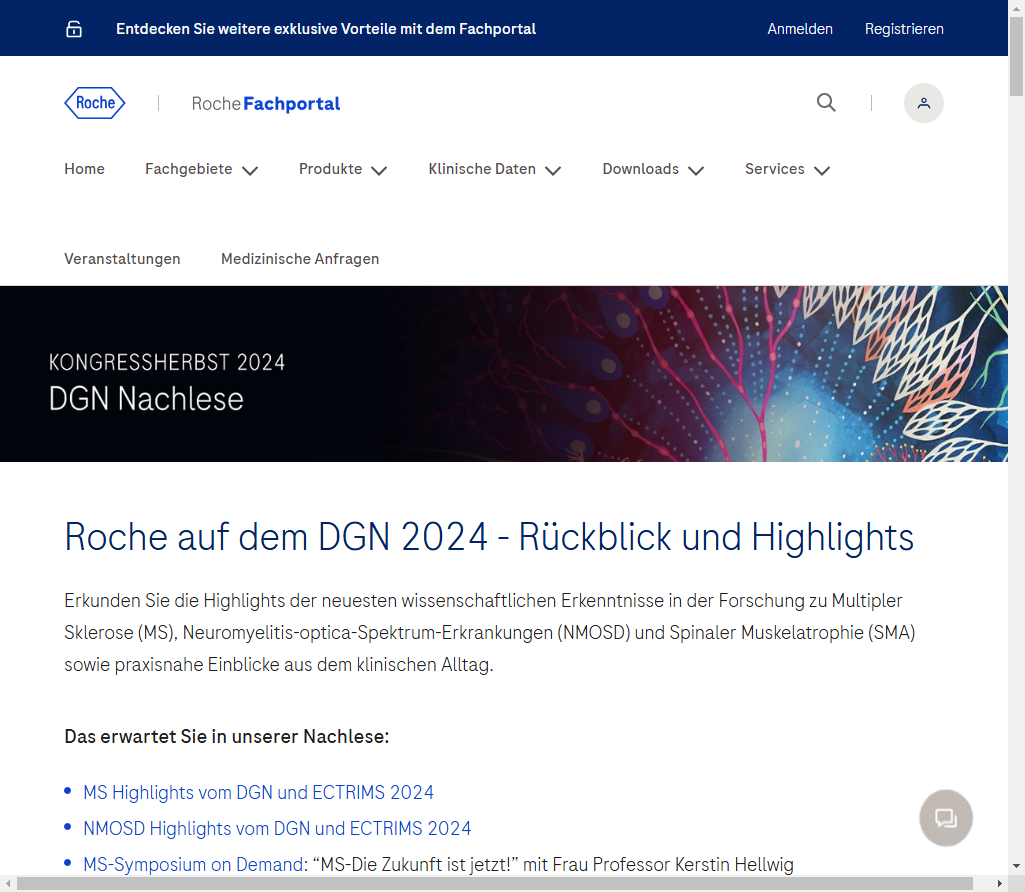 Entdecken Sie weitere exklusive Vorteile mit dem Fachportal
Anmelden
Registrieren
Roche
Roche Fachportal
Home
Fachgebiete
Produkte
Klinische Daten
Downloads
Services
Veranstaltungen
Medizinische Anfragen
KONGRESSHERBST 2024
DGN Nachlese
Roche auf dem DGN 2024 - Rückblick und Highlights
Erkunden Sie die Highlights der neuesten wissenschaftlichen Erkenntnisse in der Forschung zu Multipler
Sklerose (MS), Neuromyelitis-optica-Spektrum-Erkrankungen (NMOSD) und Spinaler Muskelatrophie (SMA)
sowie praxisnahe Einblicke aus dem klinischen Alltag.
Das erwartet Sie in unserer Nachlese:
MS Highlights vom DGN und ECTRIMS 2024
NMOSD Highlights vom DGN und ECTRIMS 2024
MS-Symposium on Demand: “MS-Die Zukunft ist jetzt!” mit Frau Professor Kerstin Hellwig